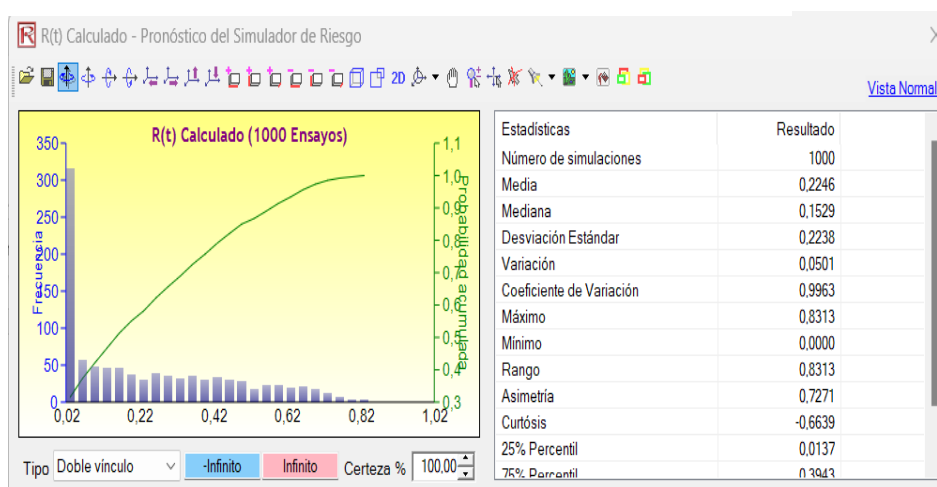 R(t) Calculado - Pronóstico del Simulador de Riesgo
2D
Vista Normal
R(t) Calculado (1000 Ensayos)
350
300
250
200
150
100
50
0
Frecuencia
1,1
1,0
0,9
0,8
0,7
0,6
0,5
0,4
0,3
Probabilidad acumulada
0,02 0,22 0,42 0,62 0,82 1,02
Tipo Doble vínculo -Infinito Infinito Certeza % 100,00
Estadísticas Resultado
Número de simulaciones 1000
Media 0,2246
Mediana 0,1529
Desviación Estándar 0,2238
Variación 0,0501
Coeficiente de Variación 0,9963
Máximo 0,8313
Mínimo 0,0000
Rango 0,8313
Asimetría 0,7271
Curtósis -0,6639
25% Percentil 0,0137
75% Percentil 0,3943